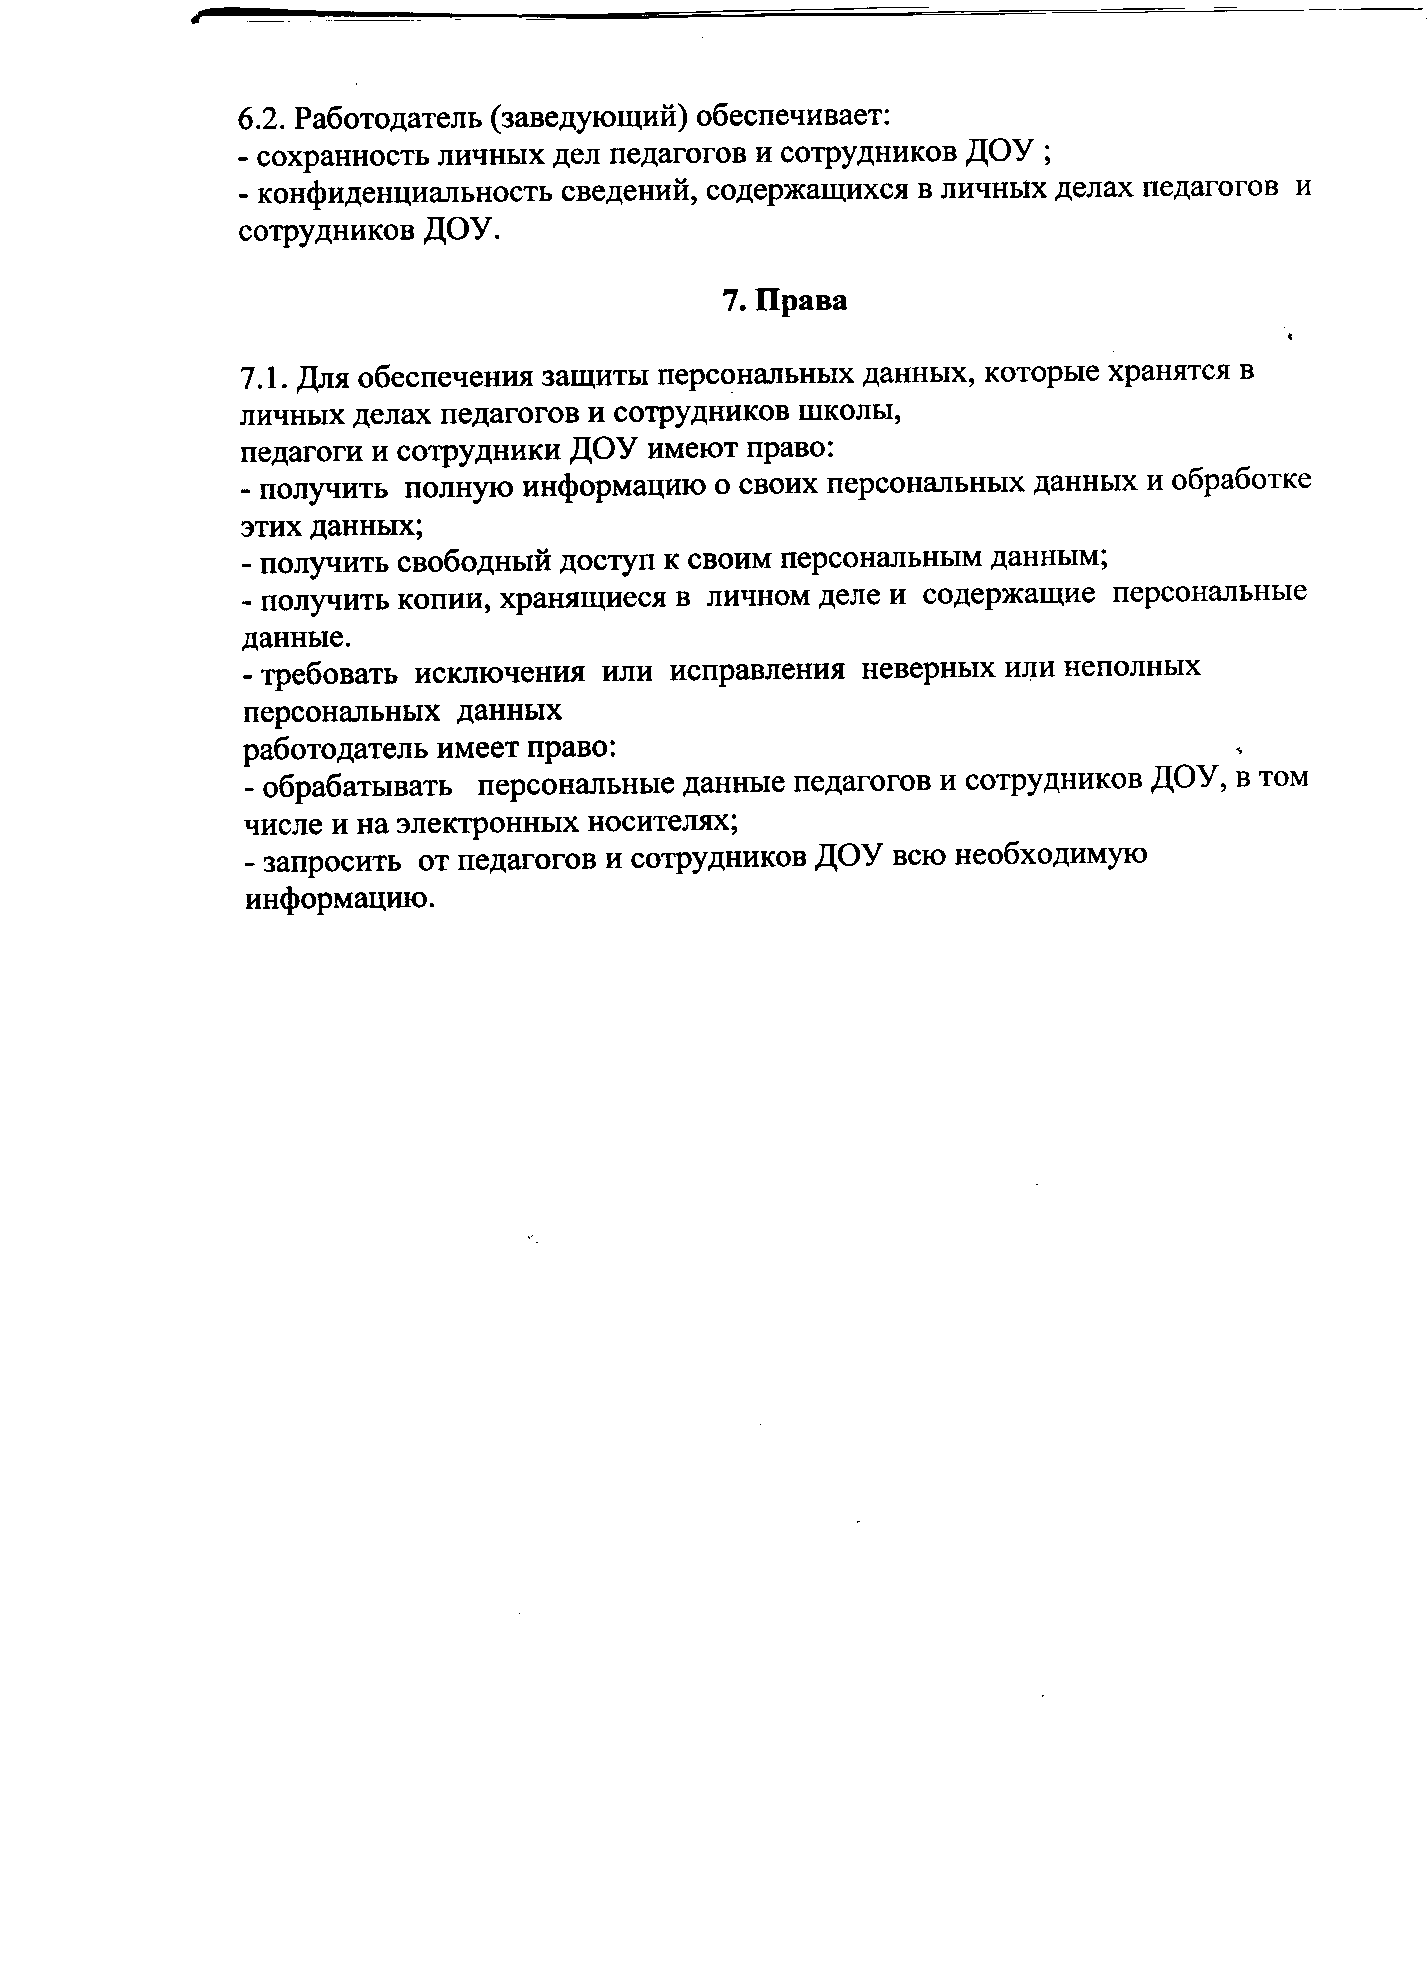 6.2. Работодатель (заведующий) обеспечивает:
- сохранность личных дел педагогов и сотрудников ДОУ ;
- конфиденциальность сведений, содержащихся в личных делах педагогов и
сотрудников ДОУ.
7. Права
7.1. Для обеспечения защиты персональных данных, которые хранятся в
личных делах педагогов и сотрудников школы,
педагоги и сотрудники ДОУ имеют право:
- получить полную информацию о своих персональных данных и обработке
этих данных;
- получить свободный доступ к своим персональным данным;
- получить копии, хранящиеся в личном деле и содержащие персональные
данные.
- требовать исключения или исправления неверных или неполных
персональных данных
работодатель имеет право:
- обрабатывать персональные данные педагогов и сотрудников ДОУ, в том
числе и на электронных носителях;
- запросить от педагогов и сотрудников ДОУ всю необходимую
информацию.